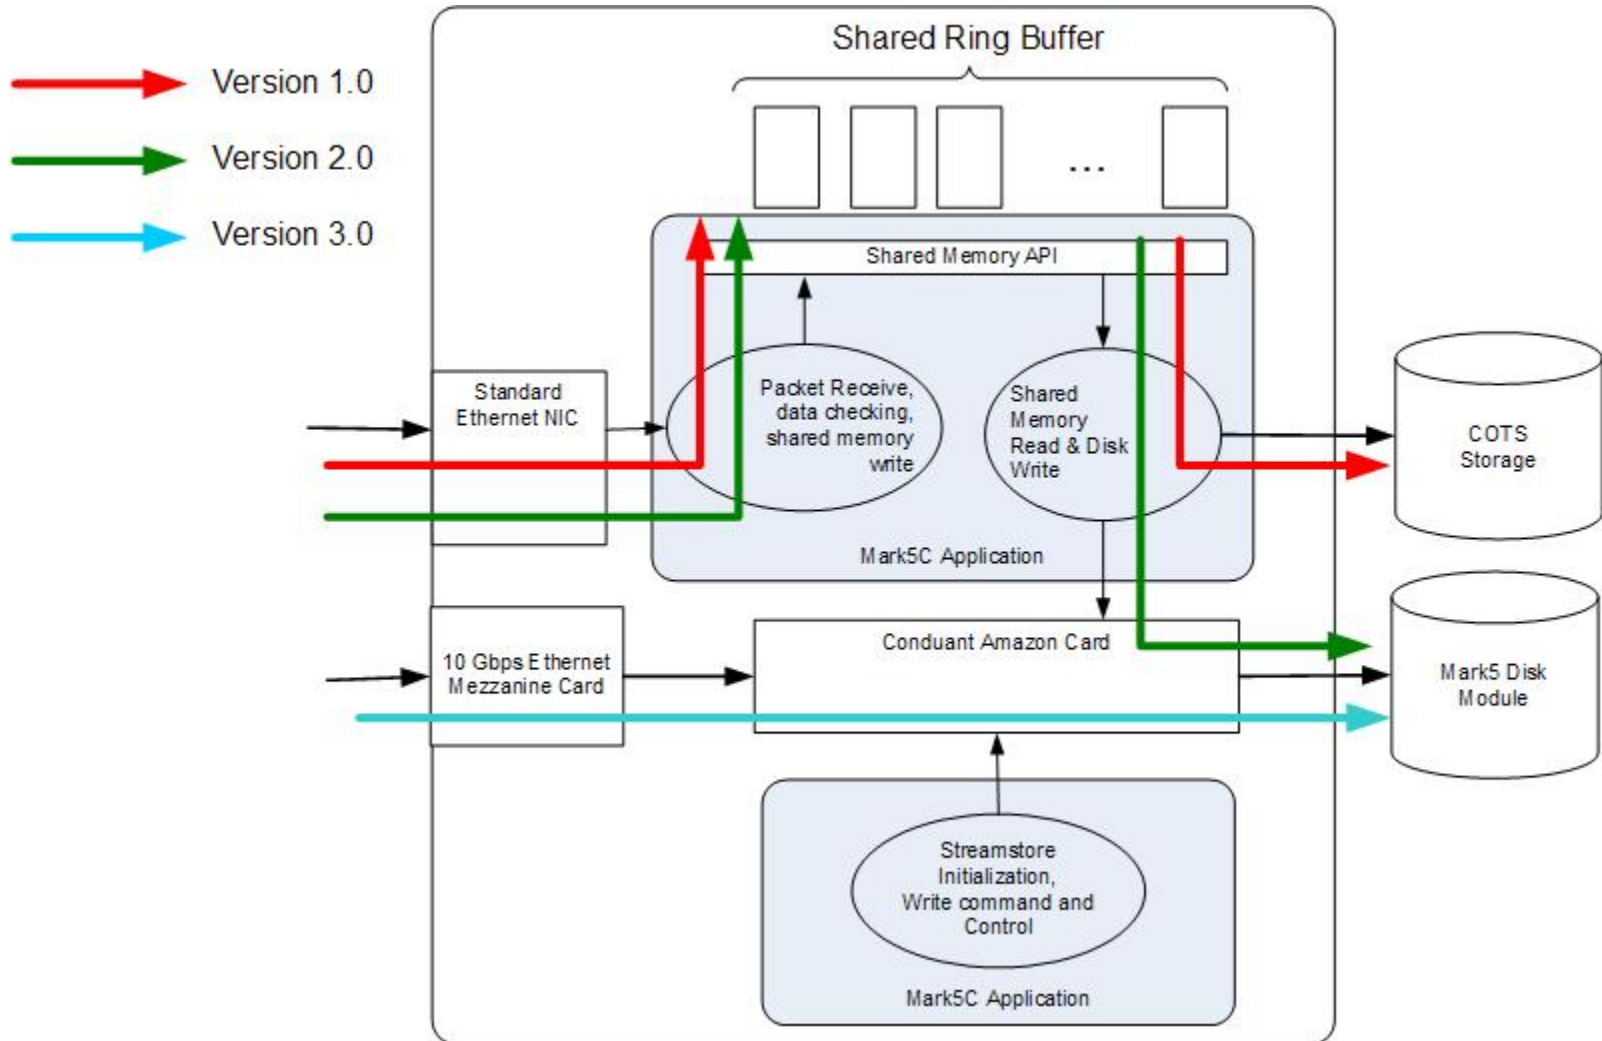 Shared Ring Buffer
Version 1.0
Version 2.0
Version 3.0
...
Shared Memory API
Packet Receive,
data checking,
shared memory
write
Shared
Memory
Read & Disk
Write
Standard
Ethernet NIC
COTS
Storage
Mark5C Application
10 Gbps Ethernet
Mezzanine Card
Conduant Amazon Card
Mark5 Disk
Module
Streamstore
Initialization,
Write command and
Control
Mark5C Application